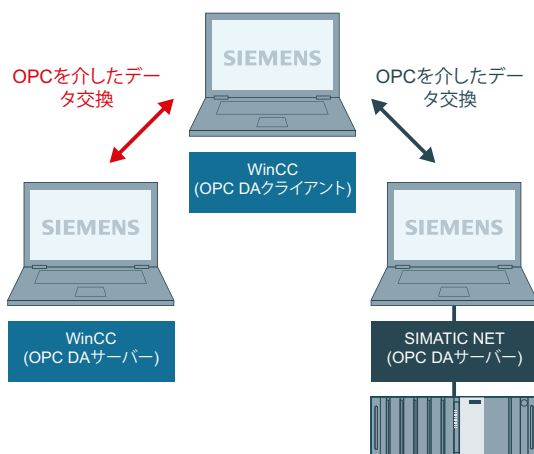 SIEMENS
OPCを介したデー
タ交換
OPCを介したデー
タ交換
WinCC
(OPC DAクライアント)
SIEMENS
SIEMENS
WinCC
(OPC DAサーバー)
SIMATIC NET
(OPC DAサーバー)